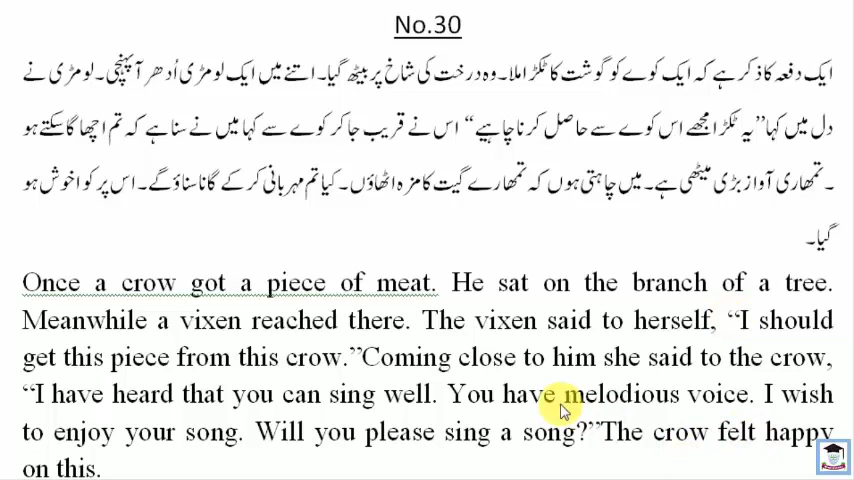 No.30
ایک دفعہ کا ذکر ہے کہ ایک کوے کو گوشت کا ٹکڑا ملا۔ وہ درخت کی شاخ پر بیٹھ گیا۔ اتنے میں ایک لومڑی اُدھر آ پہنچی۔ لومڑی نے
دل میں کہا ”یہ ٹکڑا مجھے اس کوے سے حاصل کرنا چاہیے“ اس نے قریب جا کر کوے سے کہا میں نے سنا ہے کہ تم اچھا گا سکتے ہو
۔ تمھاری آواز بڑی میٹھی ہے۔ میں چاہتی ہوں کہ تمھارے گیت کا مزہ اٹھاؤں۔ کیا تم مہربانی کر کے گانا سناؤ گے۔ اس پر کوا خوش ہو
گیا۔
Once a crow got a piece of meat. He sat on the branch of a tree.
Meanwhile a vixen reached there. The vixen said to herself, “I should
get this piece from this crow.”Coming close to him she said to the crow,
“I have heard that you can sing well. You have melodious voice. I wish
to enjoy your song. Will you please sing a song?”The crow felt happy
on this.